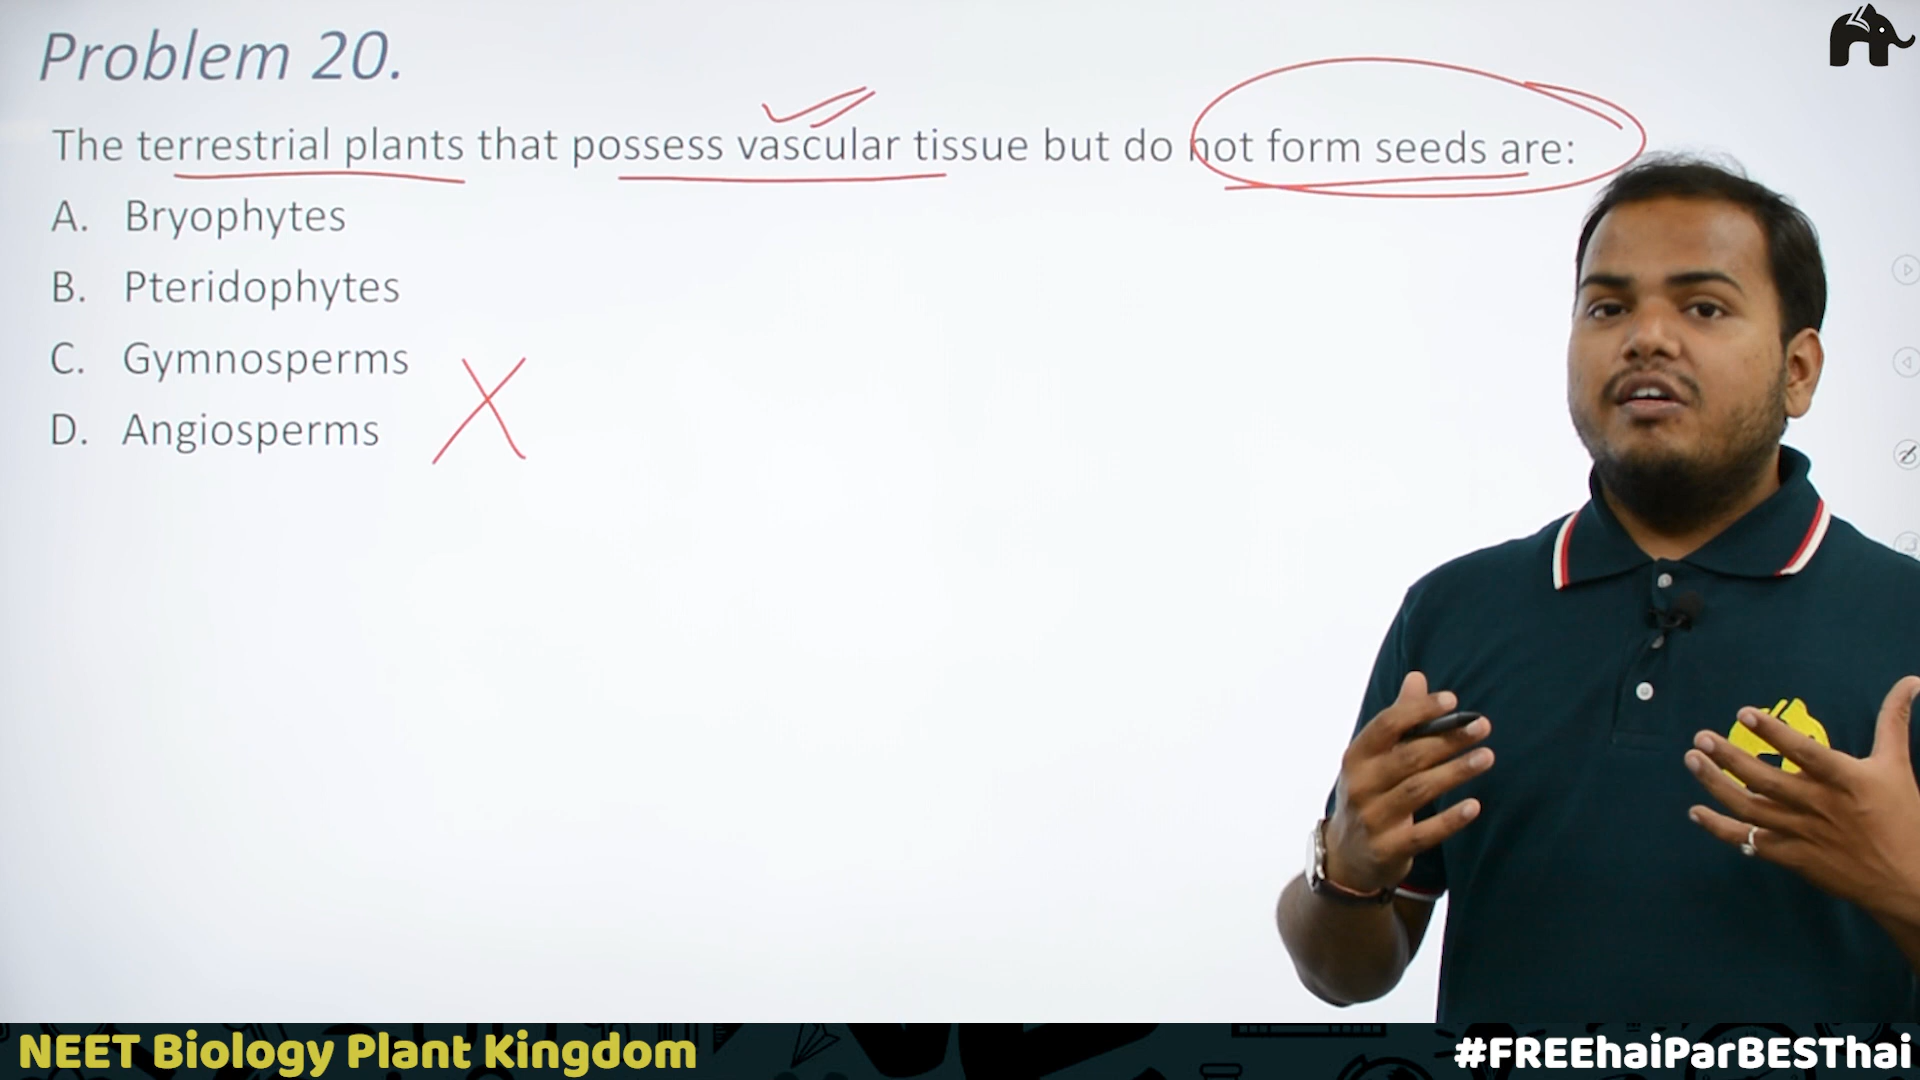 Problem 20.
The terrestrial plants that possess vascular tissue but do not form seeds are:
A. Bryophytes
B. Pteridophytes
C. Gymnosperms
D. Angiosperms
NEET Biology Plant Kingdom
#FREEhaiParBESThai